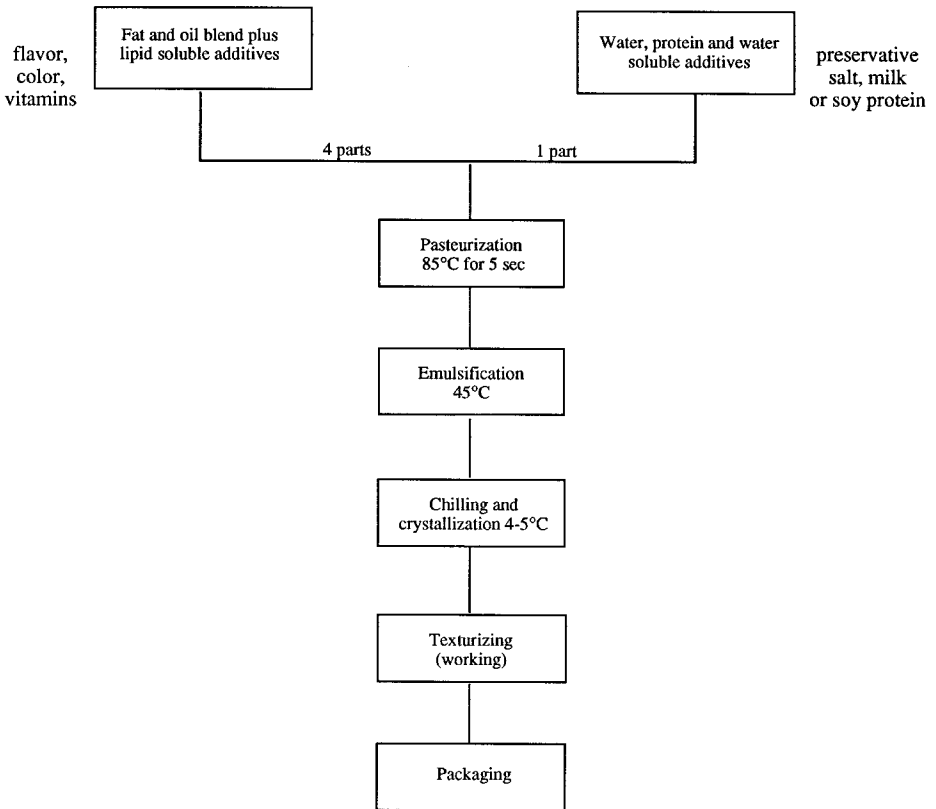 flavor,
color,
vitamins
Fat and oil blend plus
lipid soluble additives
Water, protein and water
soluble additives
preservative
salt, milk
or soy protein
4 parts
1 part
Pasteurization
85°C for 5 sec
Emulsification
45°C
Chilling and
crystallization 4-5°C
Texturizing
(working)
Packaging